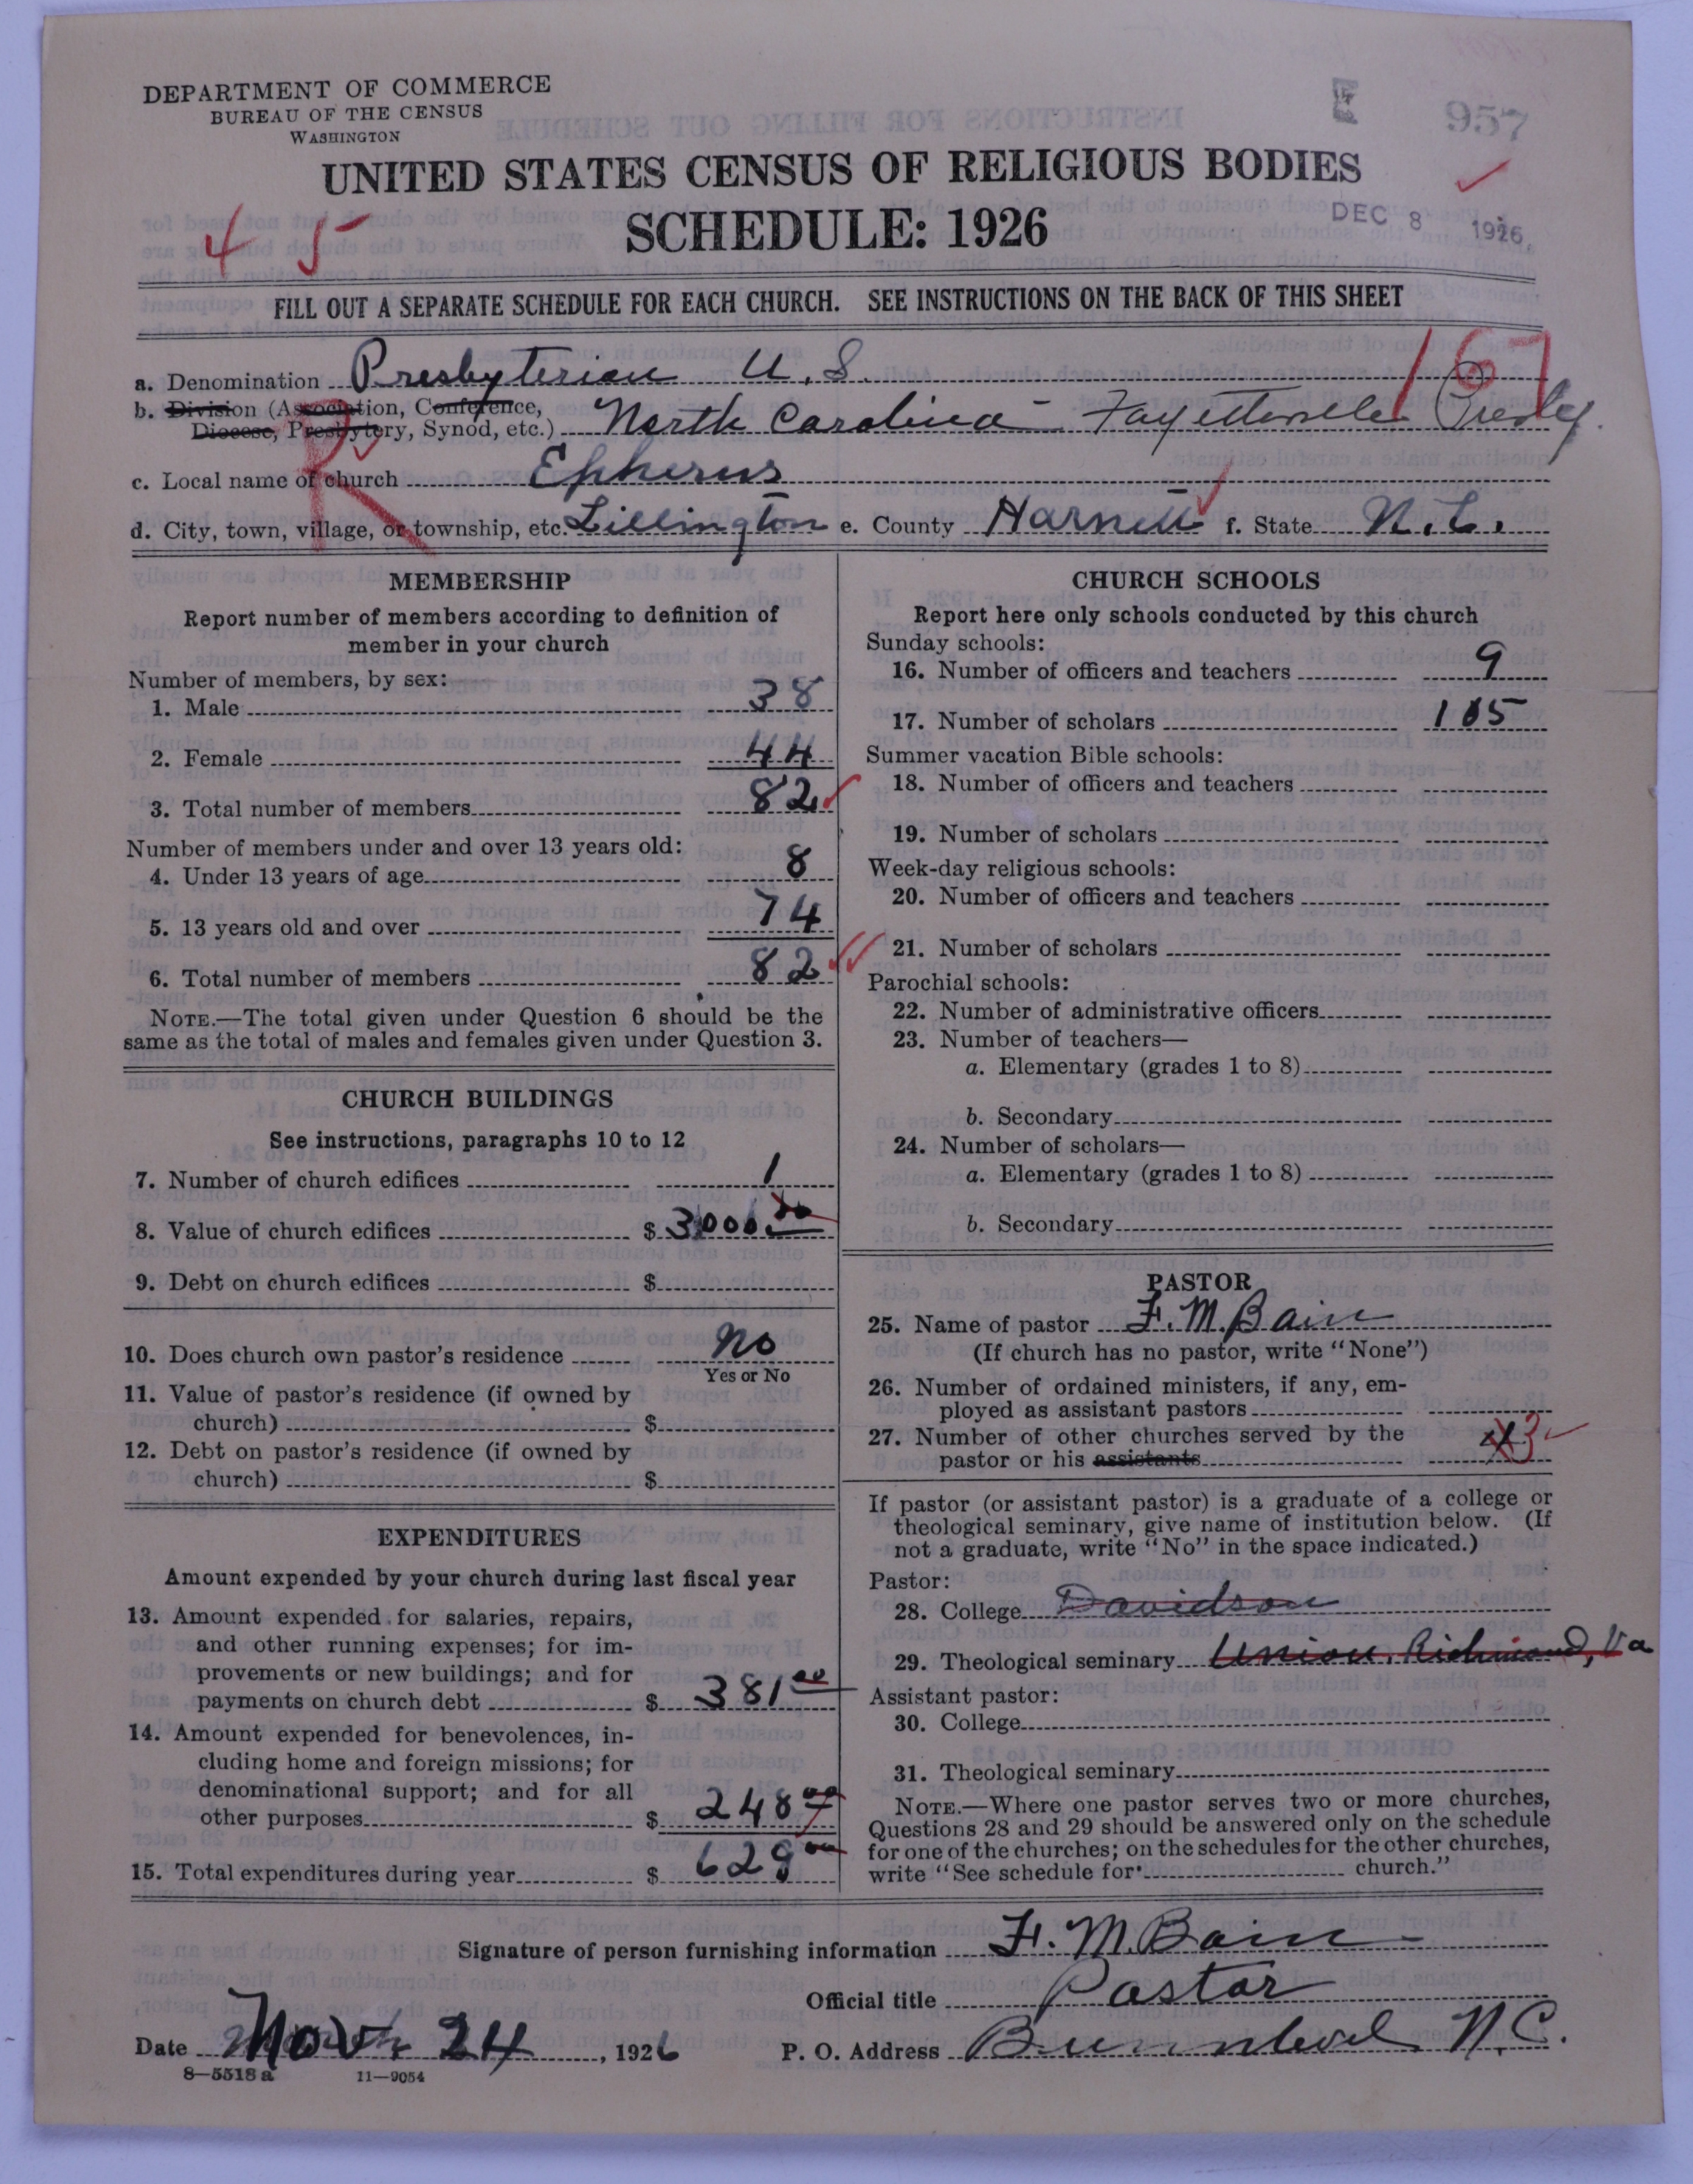 DEPARTMENT OF COMMERCE
BUREAU OF THE CENSUS
WASHINGTON
957
UNITED STATES CENSUS OF RELIGIOUS BODIES
SCHEDULE: 1926
DEC 8 1926
4 5
FILL OUT A SEPARATE SCHEDULE FOR EACH CHURCH. SEE INSTRUCTIONS ON THE BACK OF THIS SHEET
167
a. Denomination Presbyterian U.S.
b. Division (Association, Conference,
Diocese, Presbytery, Synod, etc.) North Carolina - Fayetteville Presby.
R
c. Local name of church Ephesus
d. City, town, village, or township, etc. Lillington e. County Harnett f. State N.C.
MEMBERSHIP
Report number of members according to definition of
member in your church
Number of members, by sex:
1. Male 38
2. Female 44
3. Total number of members 82
Number of members under and over 13 years old:
4. Under 13 years of age 8
5. 13 years old and over 74
6. Total number of members 82
NOTE.—The total given under Question 6 should be the
same as the total of males and females given under Question 3.
CHURCH BUILDINGS
See instructions, paragraphs 10 to 12
7. Number of church edifices 1
8. Value of church edifices $ 3000.00
9. Debt on church edifices $
10. Does church own pastor's residence No
Yes or No
11. Value of pastor's residence (if owned by
church) $
12. Debt on pastor's residence (if owned by
church) $
EXPENDITURES
Amount expended by your church during last fiscal year
13. Amount expended for salaries, repairs,
and other running expenses; for im-
provements or new buildings; and for
payments on church debt $ 381 00
14. Amount expended for benevolences, in-
cluding home and foreign missions; for
denominational support; and for all
other purposes $ 248 00
15. Total expenditures during year $ 629 00
CHURCH SCHOOLS
Report here only schools conducted by this church
Sunday schools:
16. Number of officers and teachers 9
17. Number of scholars 105
Summer vacation Bible schools:
18. Number of officers and teachers
19. Number of scholars
Week-day religious schools:
20. Number of officers and teachers
21. Number of scholars
Parochial schools:
22. Number of administrative officers
23. Number of teachers—
a. Elementary (grades 1 to 8)
b. Secondary
24. Number of scholars—
a. Elementary (grades 1 to 8)
b. Secondary
PASTOR
25. Name of pastor F. M. Bain
(If church has no pastor, write "None")
26. Number of ordained ministers, if any, em-
ployed as assistant pastors
27. Number of other churches served by the
pastor or his assistants 3
If pastor (or assistant pastor) is a graduate of a college or
theological seminary, give name of institution below. (If
not a graduate, write "No" in the space indicated.)
Pastor:
28. College Davidson
29. Theological seminary Union, Richmond, Va
Assistant pastor:
30. College
31. Theological seminary
NOTE.—Where one pastor serves two or more churches,
Questions 28 and 29 should be answered only on the schedule
for one of the churches; on the schedules for the other churches,
write "See schedule for church."
Signature of person furnishing information F. M. Bain
Official title Pastor
Date Nov. 24, 1926 P. O. Address N.C.
8—5518 a 11—9054